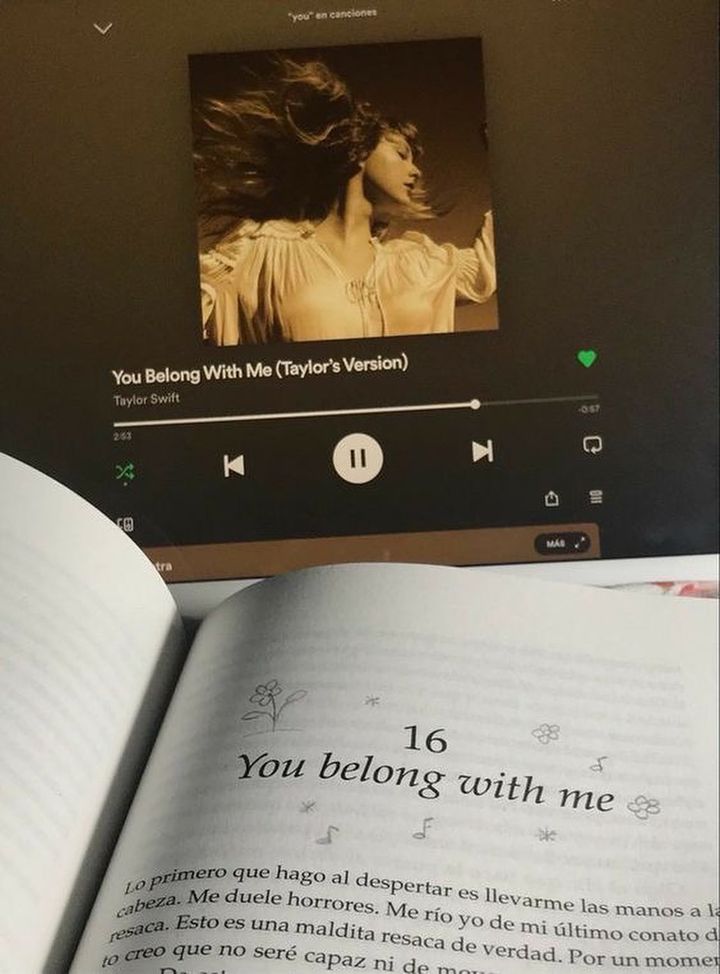 "you" en canciones
You Belong With Me (Taylor's Version)
Taylor Swift
2:53
-0:57
MÁS
tra
16
You belong with me
Lo primero que hago al despertar es llevarme las manos a la
cabeza. Me duele horrores. Me río yo de mi último conato d
resaca. Esto es una maldita resaca de verdad. Por un momen
to creo que no seré capaz ni de